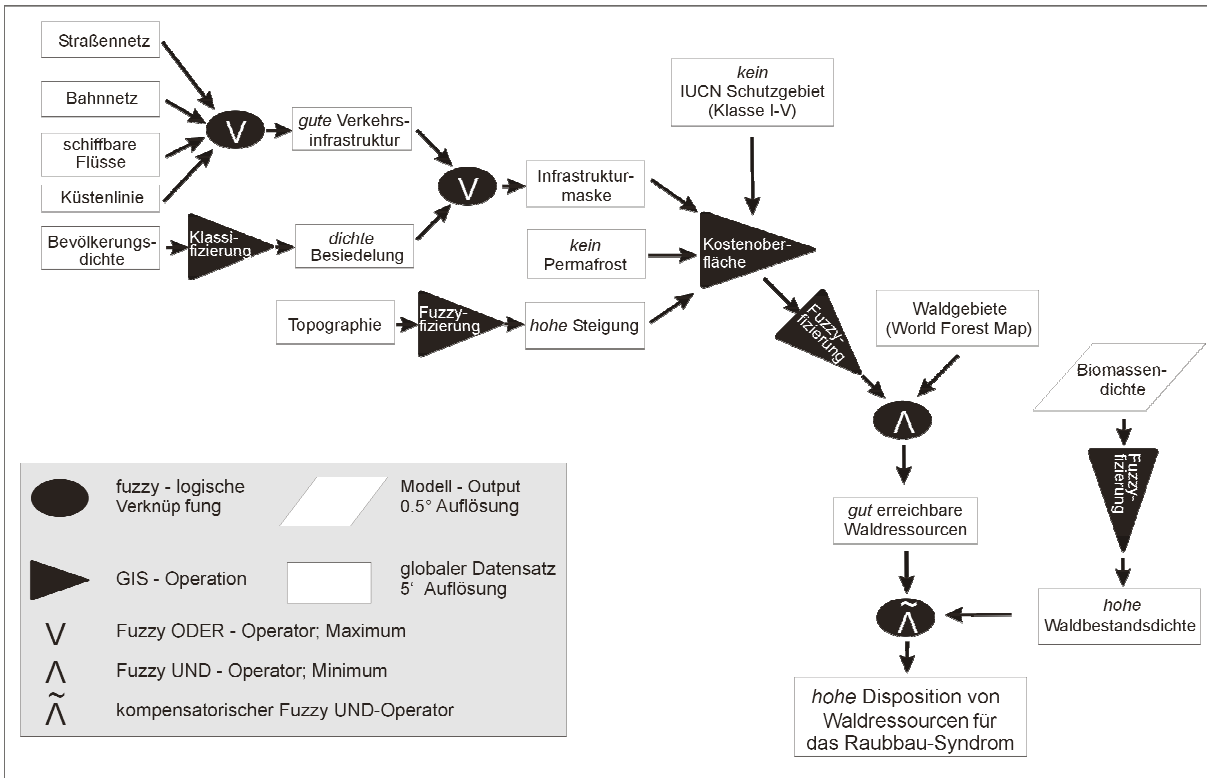 Straßennetz
Bahnnetz
schiffbare
Flüsse
Küstenlinie
Bevölkerungs-
dichte
Klassi-
fizierung
V
gute Verkehrs-
infrastruktur
dichte
Besiedelung
V
Infrastruktur-
maske
kein
Permafrost
Topographie
Fuzzy-
fizierung
hohe Steigung
kein
IUCN Schutzgebiet
(Klasse I-V)
Kostenober-
fläche
Fuzzy-
fizierung
Waldgebiete
(World Forest Map)
Λ
Biomassen-
dichte
Fuzzy-
fizierung
gut erreichbare
Waldressourcen
hohe
Waldbestandsdichte
Λ̃
hohe Disposition von
Waldressourcen für
das Raubbau-Syndrom
fuzzy - logische
Verknüp fung
Modell - Output
0.5° Auflösung
GIS - Operation
globaler Datensatz
5' Auflösung
V Fuzzy ODER - Operator; Maximum
Λ Fuzzy UND - Operator; Minimum
Λ̃ kompensatorischer Fuzzy UND-Operator